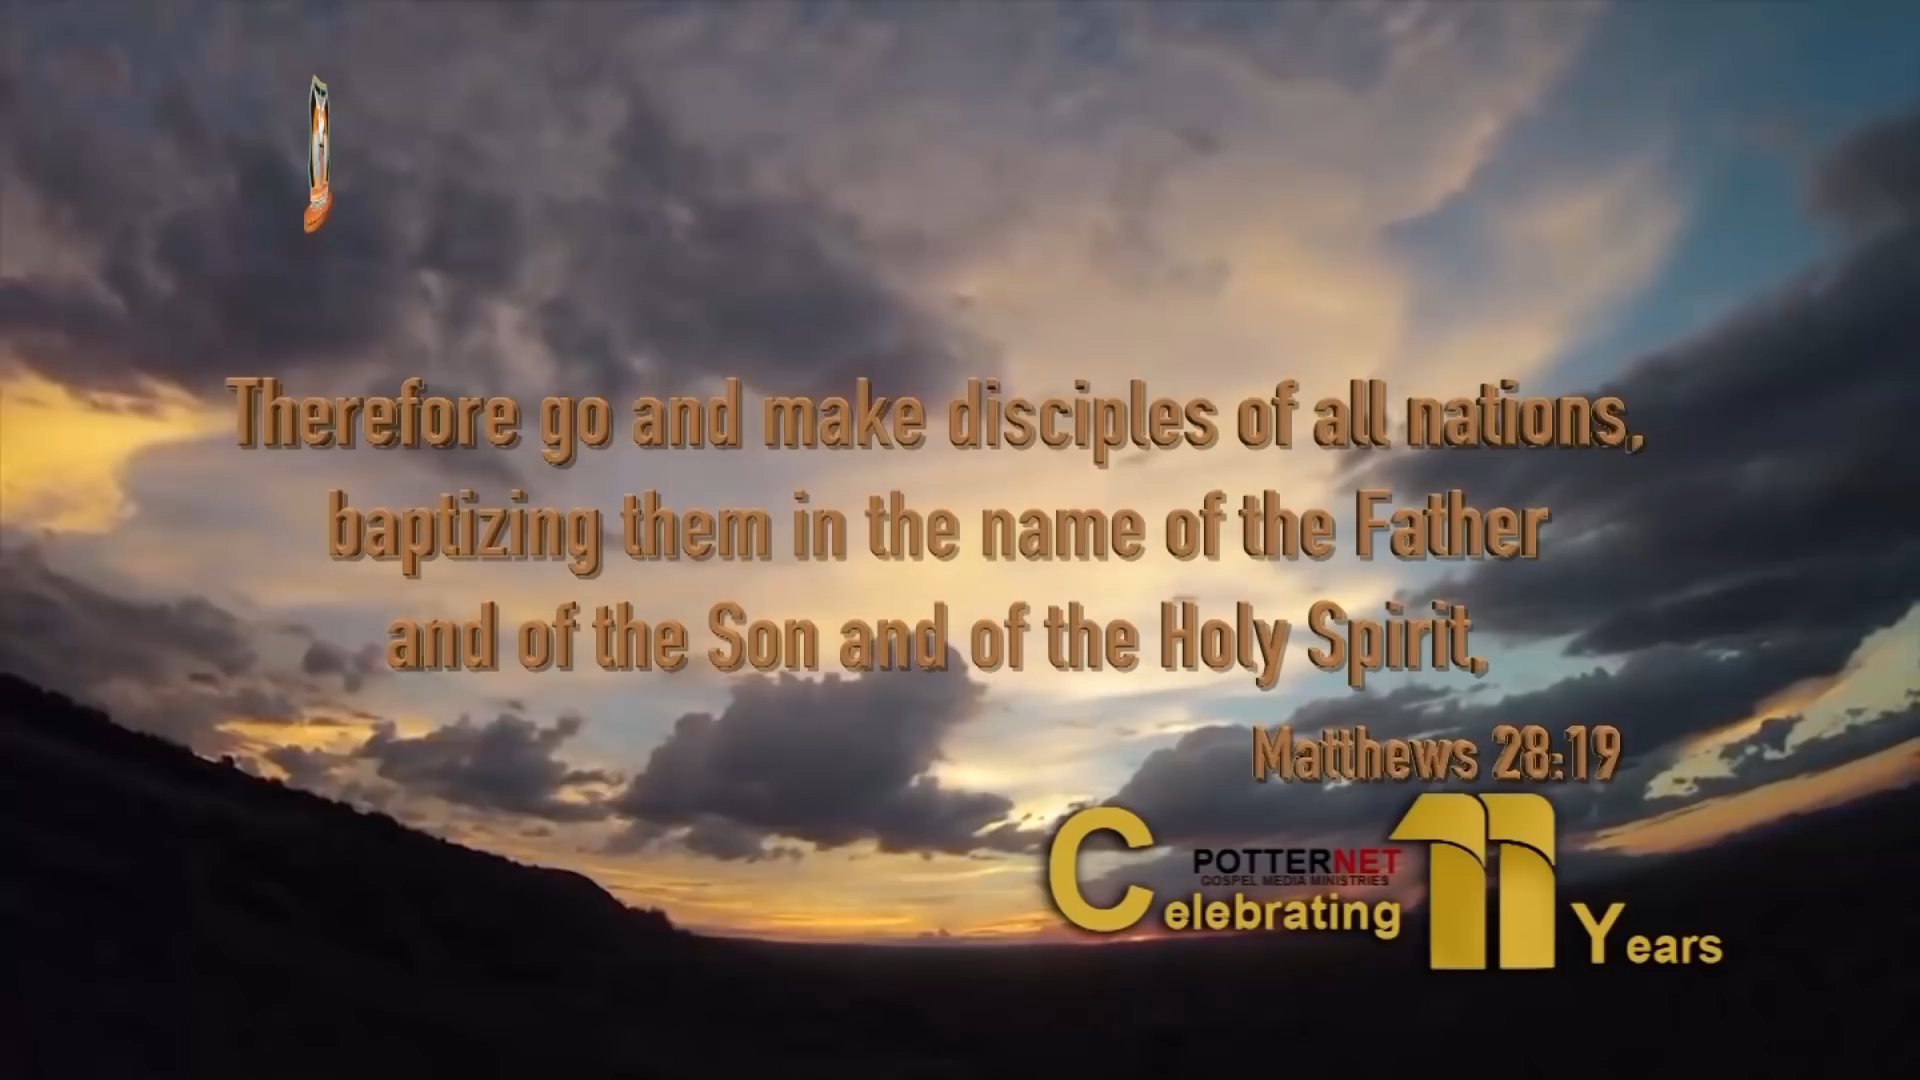 Therefore go and make disciples of all nations,
baptizing them in the name of the Father
and of the Son and of the Holy Spirit,
Matthews 28:19
POTTERNET
GOSPEL MEDIA MINISTRIES
Celebrating 11 Years